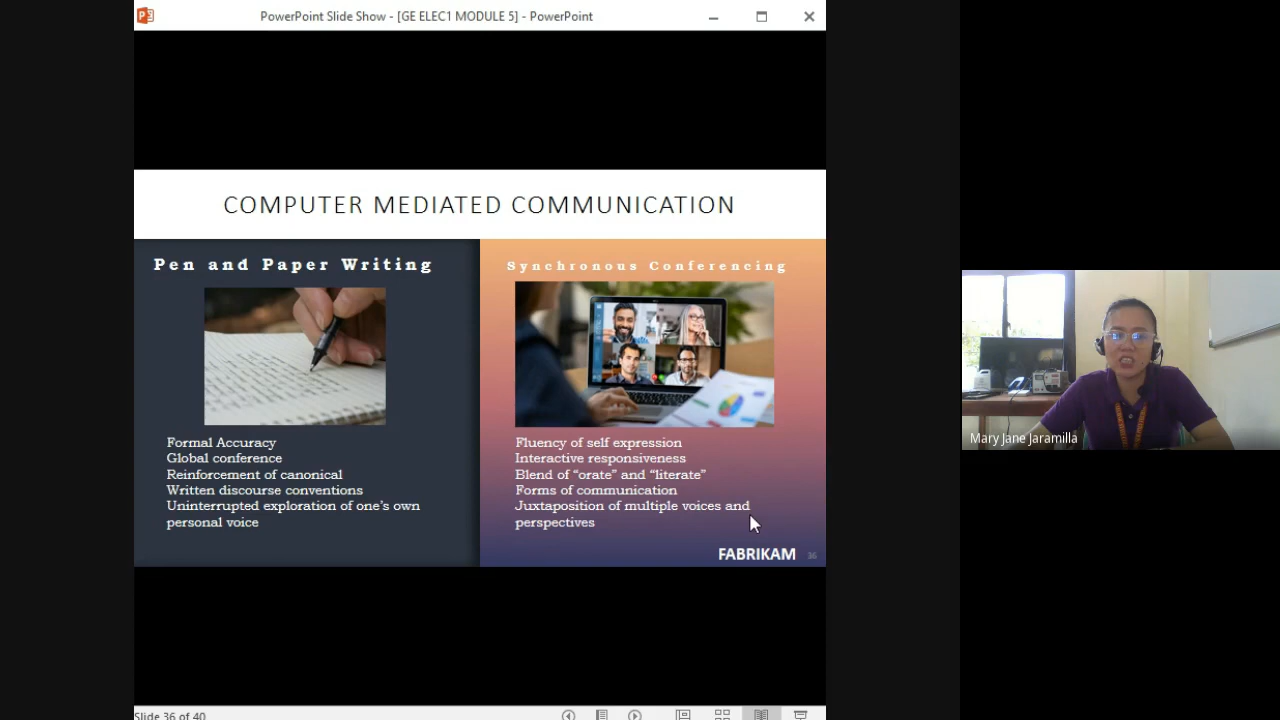 PowerPoint Slide Show - [GE ELEC1 MODULE 5] - PowerPoint
COMPUTER MEDIATED COMMUNICATION
Pen and Paper Writing
Formal Accuracy
Global conference
Reinforcement of canonical
Written discourse conventions
Uninterrupted exploration of one's own
personal voice
Synchronous Conferencing
Fluency of self expression
Interactive responsiveness
Blend of “orate” and “literate”
Forms of communication
Juxtaposition of multiple voices and
perspectives
FABRIKAM 36
Mary Jane Jaramilla
Slide 36 of 40